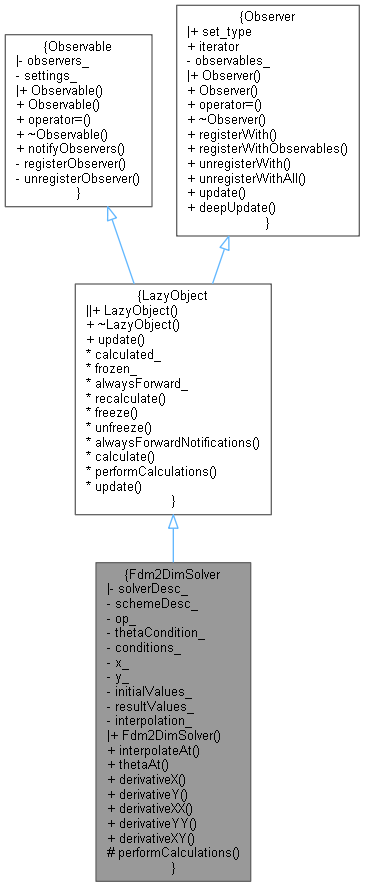 {Observable
|- observers_
- settings_
|+ Observable()
+ Observable()
+ operator=()
+ ~Observable()
+ notifyObservers()
- registerObserver()
- unregisterObserver()
}
{Observer
|+ set_type
+ iterator
- observables_
|+ Observer()
+ Observer()
+ operator=()
+ ~Observer()
+ registerWith()
+ registerWithObservables()
+ unregisterWith()
+ unregisterWithAll()
+ update()
+ deepUpdate()
}
{LazyObject
||+ LazyObject()
+ ~LazyObject()
+ update()
* calculated_
* frozen_
* alwaysForward_
* recalculate()
* freeze()
* unfreeze()
* alwaysForwardNotifications()
* calculate()
* performCalculations()
* update()
}
{Fdm2DimSolver
|- solverDesc_
- schemeDesc_
- op_
- thetaCondition_
- conditions_
- x_
- y_
- initialValues_
- resultValues_
- interpolation_
|+ Fdm2DimSolver()
+ interpolateAt()
+ thetaAt()
+ derivativeX()
+ derivativeY()
+ derivativeXX()
+ derivativeYY()
+ derivativeXY()
# performCalculations()
}